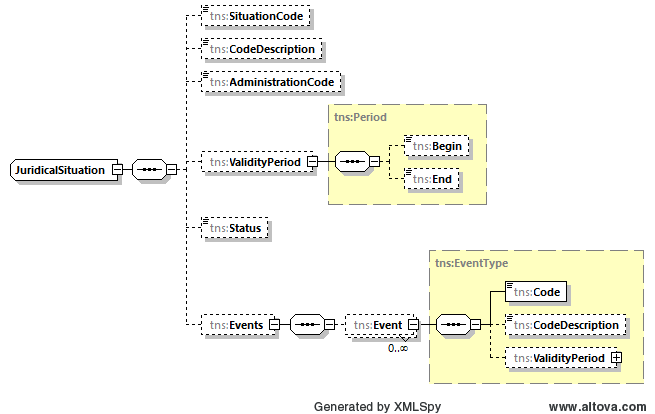 tns:SituationCode
tns:CodeDescription
tns:AdministrationCode
tns:Period
tns:Begin
JuridicalSituation
tns:ValidityPeriod
tns:End
tns:Status
tns:EventType
tns:Code
tns:Events
tns:Event
tns:CodeDescription
0..∞
tns:ValidityPeriod
Generated by XMLSpy
www.altova.com